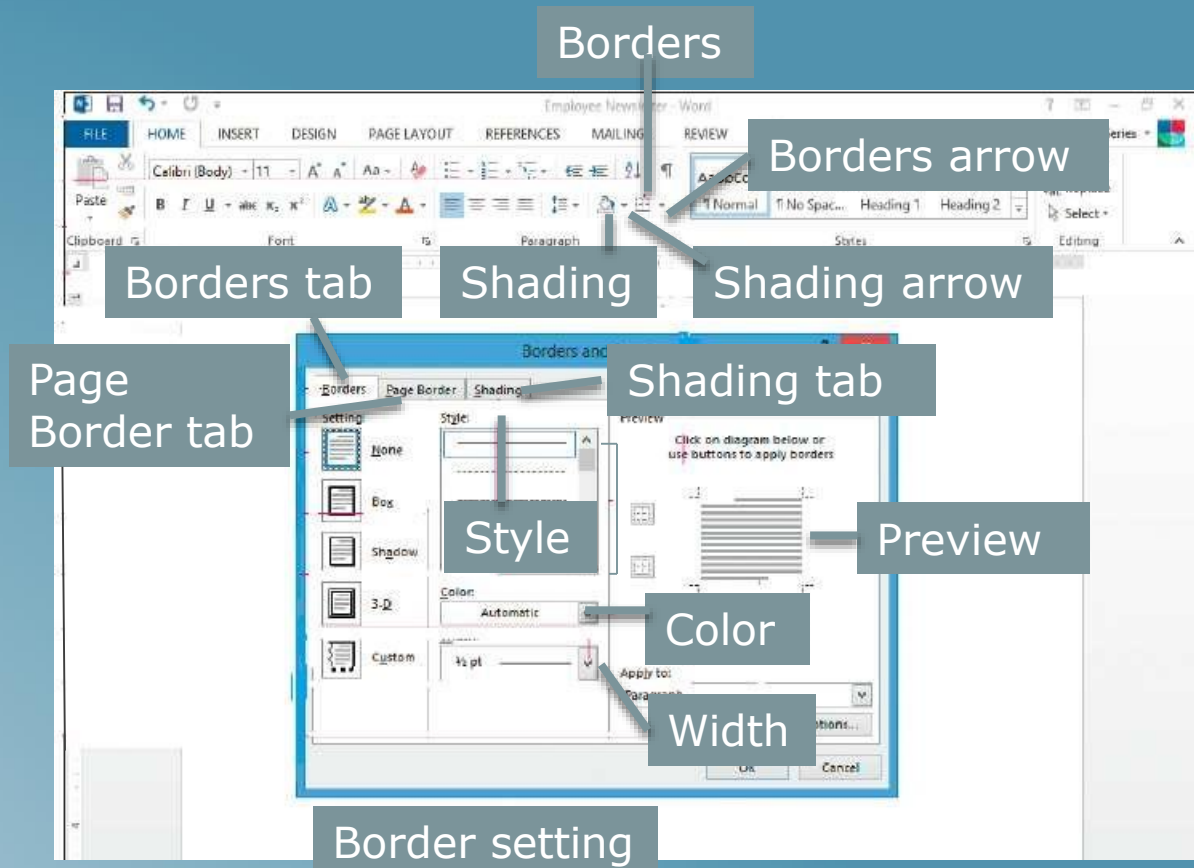 Borders
Employee Newsletter - Word
FILE HOME INSERT DESIGN PAGE LAYOUT REFERENCES MAILING REVIEW
Borders arrow
Calibri (Body) 11
Paste
¶ Normal ¶ No Spac... Heading 1 Heading 2
Select
Clipboard Font Paragraph Styles Editing
Borders tab Shading Shading arrow
Borders and
Page
Border tab
Shading tab
Borders Page Border Shading
Setting Style: Preview
None
Click on diagram below or
use buttons to apply borders
Box
Style
Preview
Shadow
Color:
3-D
Automatic
Color
Custom
½ pt
Apply to:
Paragraph
Width
OK Cancel
Border setting